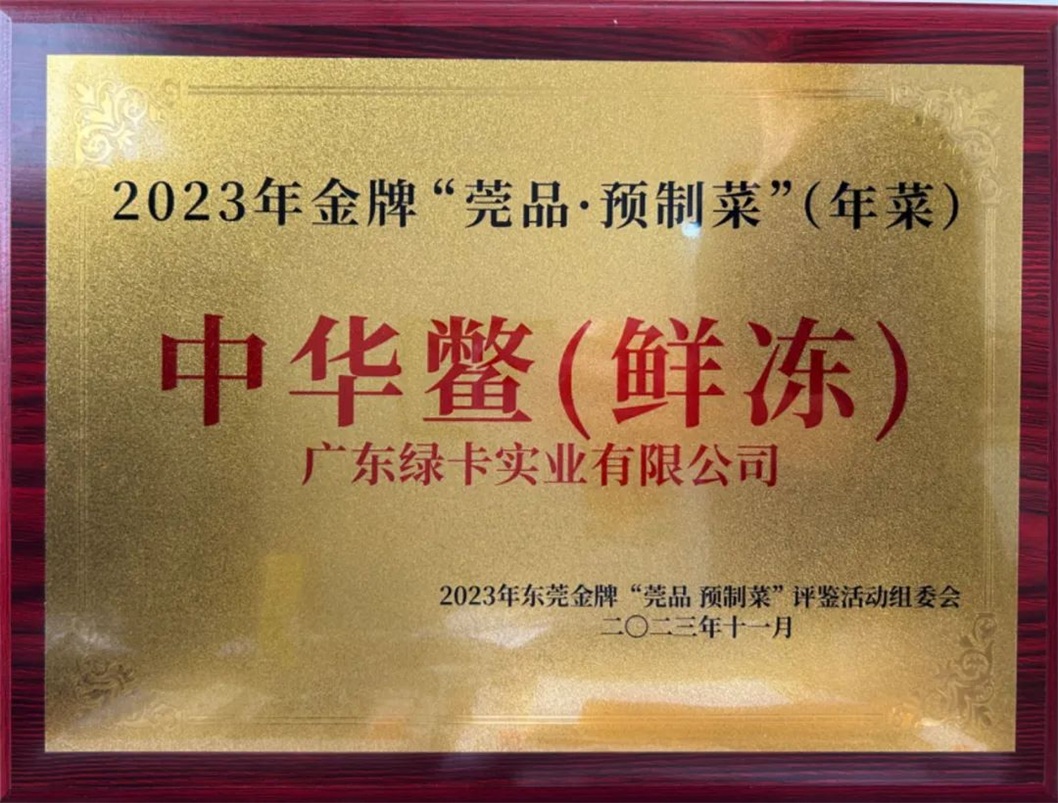 2023年金牌“莞品·预制菜”(年菜)
中华鳖(鲜冻)
广东绿卡实业有限公司
2023年东莞金牌“莞品 预制菜”评鉴活动组委会
二〇二三年十一月